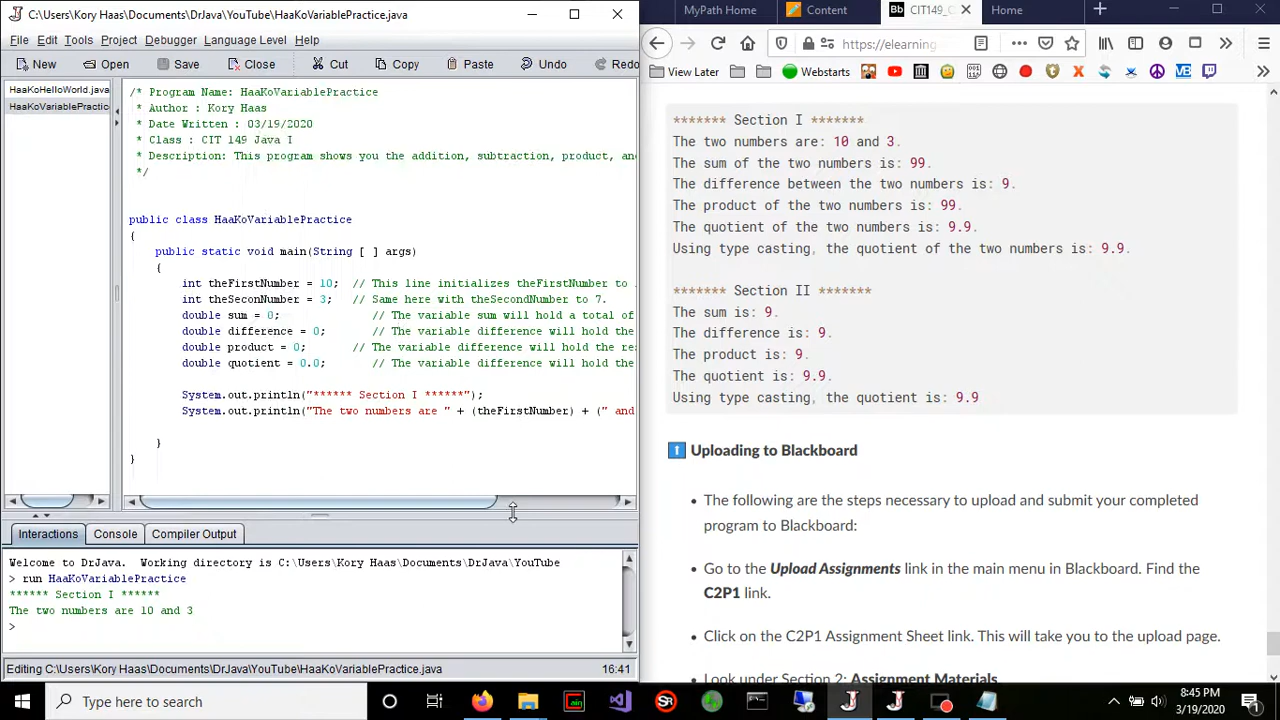 C:\Users\Kory Haas\Documents\DrJava\YouTube\HaaKoVariablePractice.java
File Edit Tools Project Debugger Language Level Help
New Open Save Close Cut Copy Paste Undo Redo
HaaKoHelloWorld.java
HaaKoVariablePractic
/* Program Name: HaaKoVariablePractice
* Author : Kory Haas
* Date Written : 03/19/2020
* Class : CIT 149 Java I
* Description: This program shows you the addition, subtraction, product, an
*/
public class HaaKoVariablePractice
{
public static void main(String [ ] args)
{
int theFirstNumber = 10; // This line initializes theFirstNumber to
int theSeconNumber = 3; // Same here with theSecondNumber to 7.
double sum = 0; // The variable sum will hold a total of
double difference = 0; // The variable difference will hold the
double product = 0; // The variable difference will hold the re
double quotient = 0.0; // The variable difference will hold the
System.out.println("****** Section I ******");
System.out.println("The two numbers are " + (theFirstNumber) + (" and
}
}
Interactions Console Compiler Output
Welcome to DrJava. Working directory is C:\Users\Kory Haas\Documents\DrJava\YouTube
> run HaaKoVariablePractice
****** Section I ******
The two numbers are 10 and 3
>
Editing C:\Users\Kory Haas\Documents\DrJava\YouTube\HaaKoVariablePractice.java 16:41
MyPath Home Content Bb CIT149_C Home
https://elearning
View Later Webstarts VB
******* Section I *******
The two numbers are: 10 and 3.
The sum of the two numbers is: 99.
The difference between the two numbers is: 9.
The product of the two numbers is: 99.
The quotient of the two numbers is: 9.9.
Using type casting, the quotient of the two numbers is: 9.9.
******* Section II *******
The sum is: 9.
The difference is: 9.
The product is: 9.
The quotient is: 9.9.
Using type casting, the quotient is: 9.9
Uploading to Blackboard
• The following are the steps necessary to upload and submit your completed
program to Blackboard:
• Go to the Upload Assignments link in the main menu in Blackboard. Find the
C2P1 link.
• Click on the C2P1 Assignment Sheet link. This will take you to the upload page.
• Look under Section 2: Assignment Materials
Type here to search
8:45 PM
3/19/2020